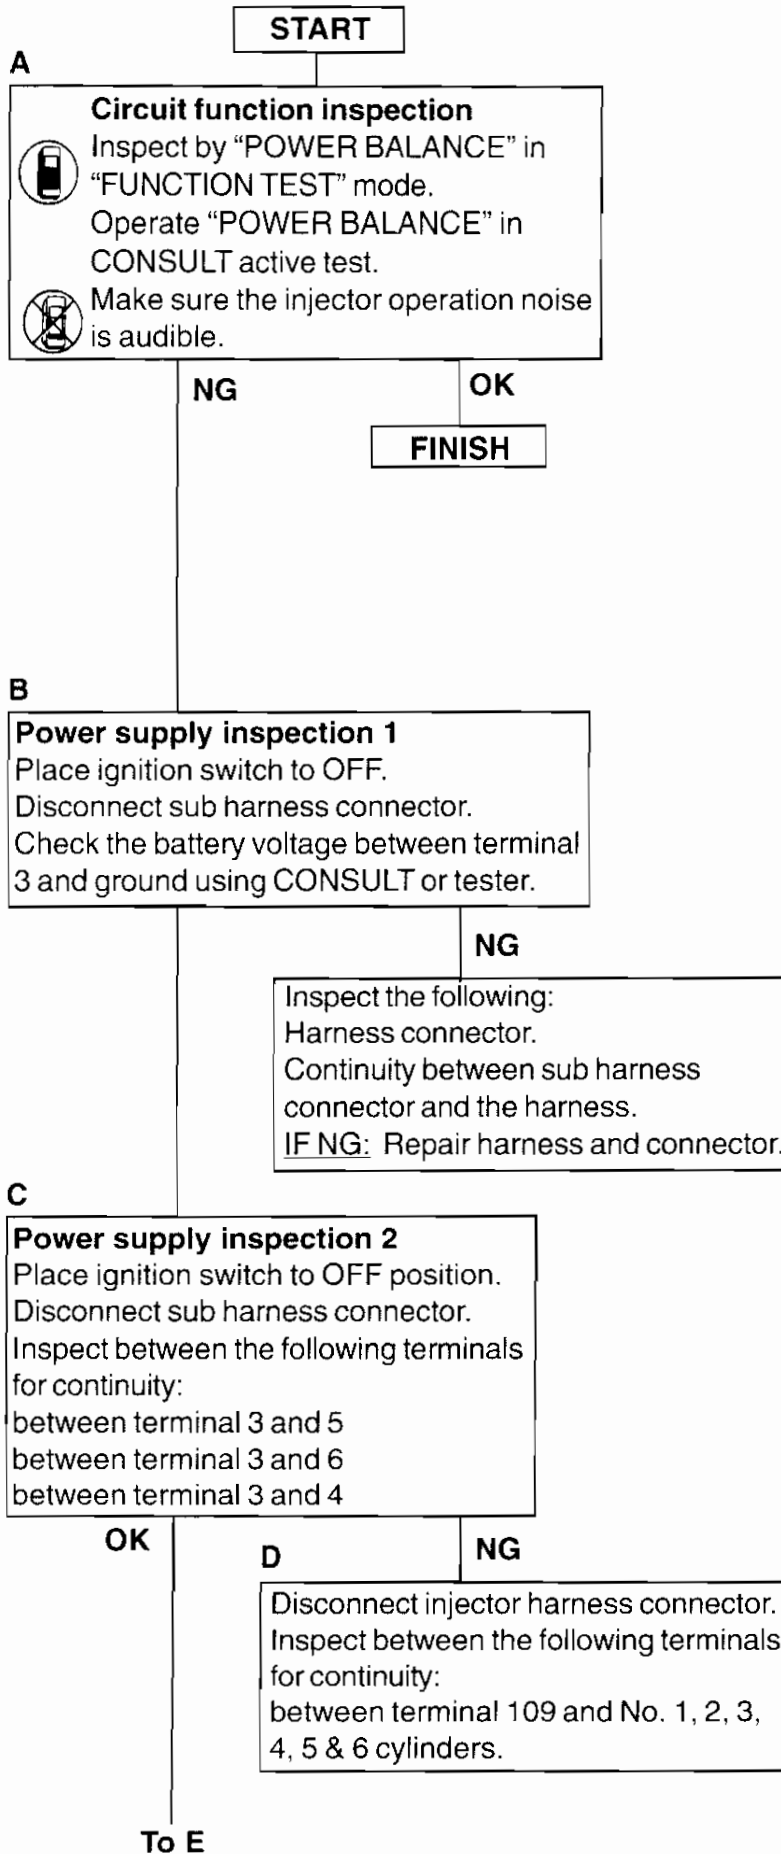 START
A
Circuit function inspection
Inspect by “POWER BALANCE” in
“FUNCTION TEST” mode.
Operate “POWER BALANCE” in
CONSULT active test.
Make sure the injector operation noise
is audible.
NG
OK
FINISH
B
Power supply inspection 1
Place ignition switch to OFF.
Disconnect sub harness connector.
Check the battery voltage between terminal
3 and ground using CONSULT or tester.
NG
Inspect the following:
Harness connector.
Continuity between sub harness
connector and the harness.
IF NG: Repair harness and connector.
C
Power supply inspection 2
Place ignition switch to OFF position.
Disconnect sub harness connector.
Inspect between the following terminals
for continuity:
between terminal 3 and 5
between terminal 3 and 6
between terminal 3 and 4
OK
NG
D
Disconnect injector harness connector.
Inspect between the following terminals
for continuity:
between terminal 109 and No. 1, 2, 3,
4, 5 & 6 cylinders.
To E